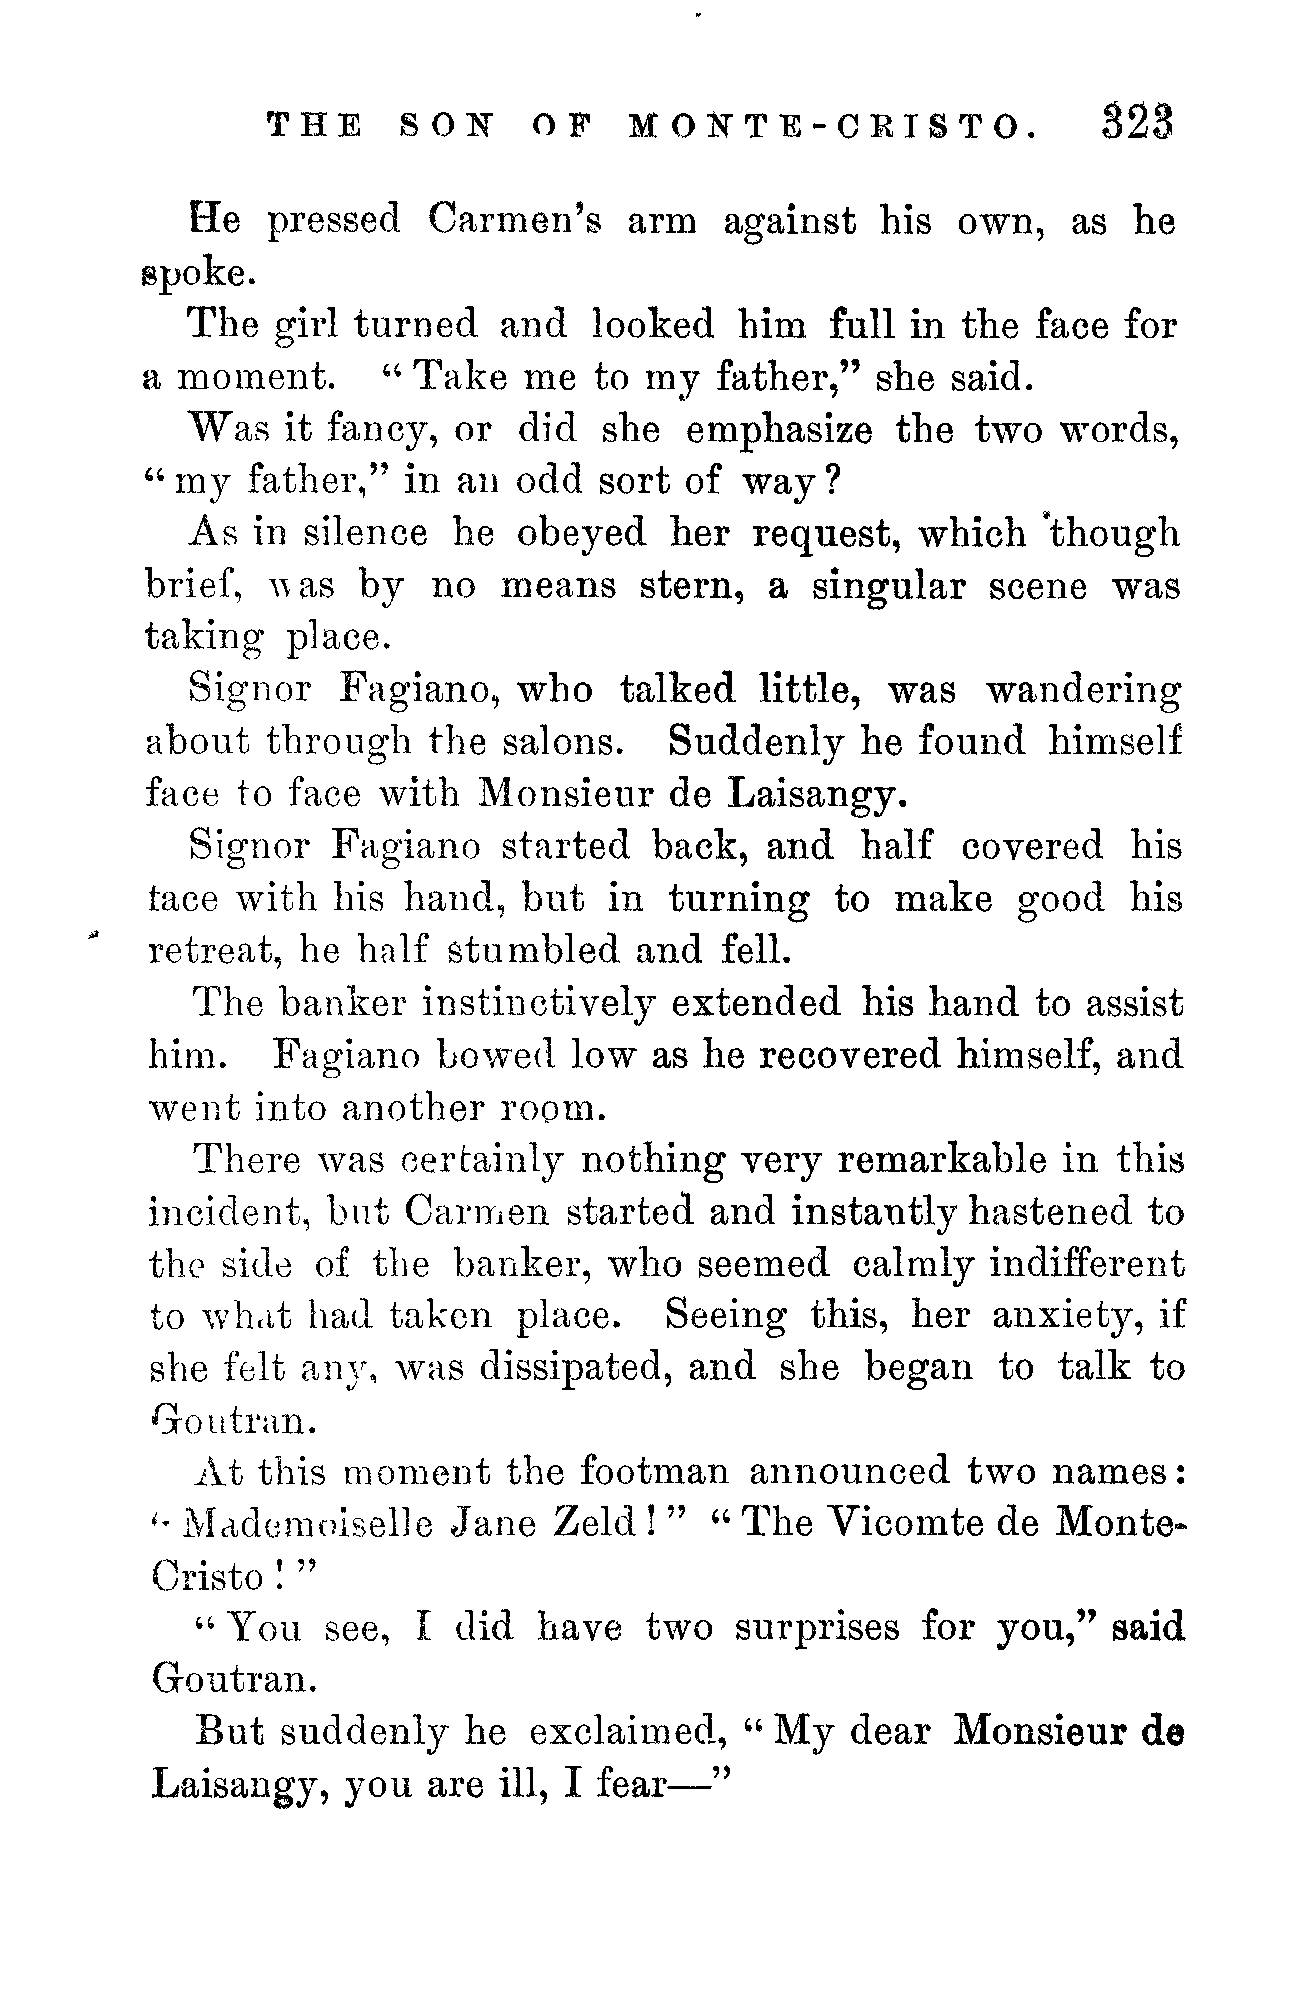 THE SON OF MONTE-CRISTO. 323
He pressed Carmen's arm against his own, as he
spoke.
The girl turned and looked him full in the face for
a moment. "Take me to my father," she said.
Was it fancy, or did she emphasize the two words,
"my father," in an odd sort of way?
As in silence he obeyed her request, which though
brief, was by no means stern, a singular scene was
taking place.
Signor Fagiano, who talked little, was wandering
about through the salons. Suddenly he found himself
face to face with Monsieur de Laisangy.
Signor Fagiano started back, and half covered his
face with his hand, but in turning to make good his
retreat, he half stumbled and fell.
The banker instinctively extended his hand to assist
him. Fagiano bowed low as he recovered himself, and
went into another room.
There was certainly nothing very remarkable in this
incident, but Carmen started and instantly hastened to
the side of the banker, who seemed calmly indifferent
to what had taken place. Seeing this, her anxiety, if
she felt any, was dissipated, and she began to talk to
Goutran.
At this moment the footman announced two names:
"Mademoiselle Jane Zeld!" "The Vicomte de Monte-
Cristo!"
"You see, I did have two surprises for you," said
Goutran.
But suddenly he exclaimed, "My dear Monsieur de
Laisangy, you are ill, I fear—"